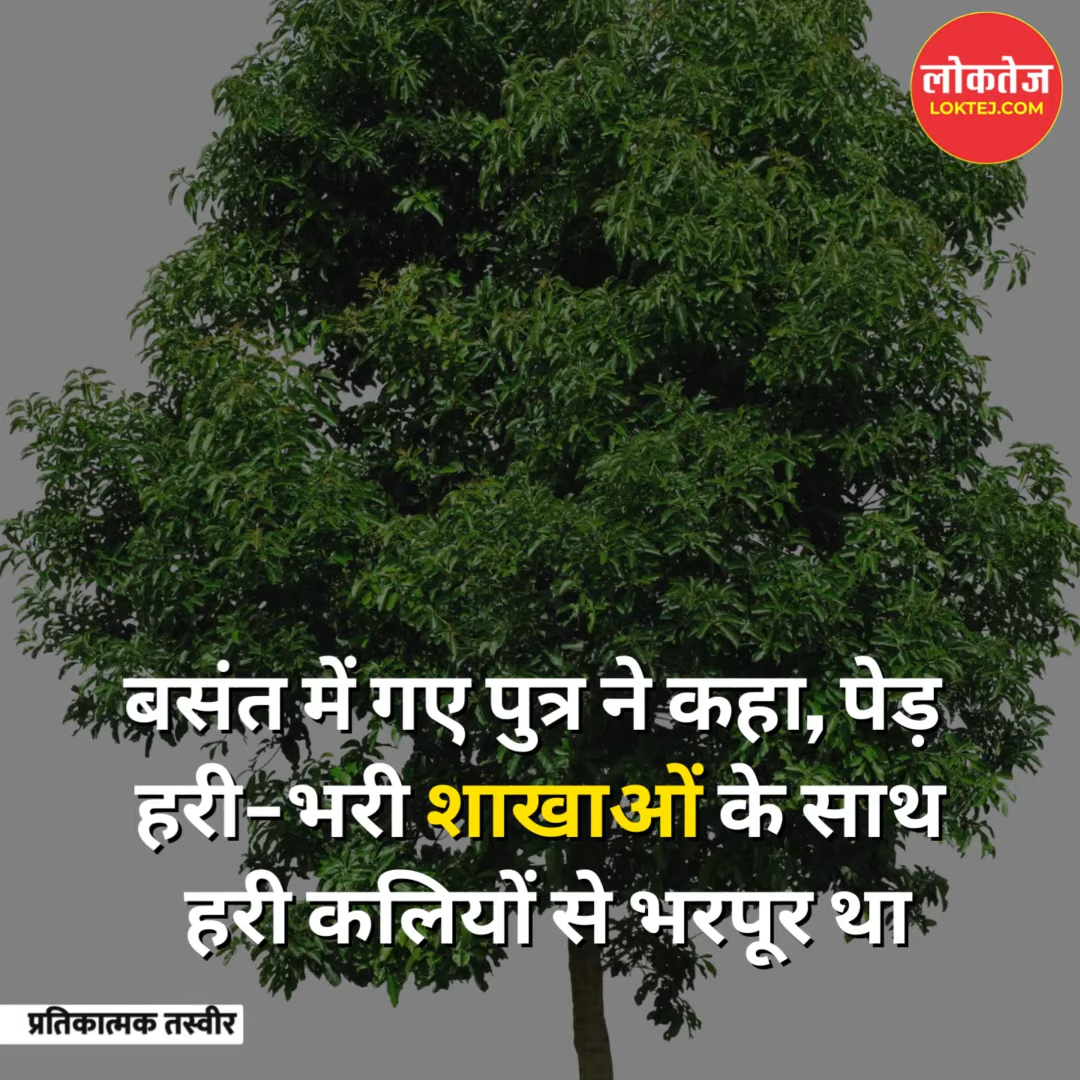 लोकतेज
LOKTEJ.COM
बसंत में गए पुत्र ने कहा, पेड़
हरी-भरी शाखाओं के साथ
हरी कलियों से भरपूर था
प्रतिकात्मक तस्वीर